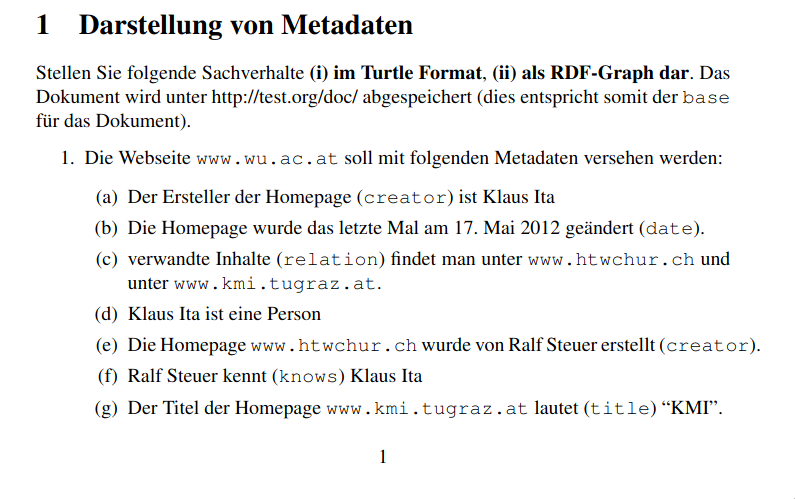 1 Darstellung von Metadaten
Stellen Sie folgende Sachverhalte (i) im Turtle Format, (ii) als RDF-Graph dar. Das
Dokument wird unter http://test.org/doc/ abgespeichert (dies entspricht somit der base
für das Dokument).
1. Die Webseite www.wu.ac.at soll mit folgenden Metadaten versehen werden:
(a) Der Ersteller der Homepage (creator) ist Klaus Ita
(b) Die Homepage wurde das letzte Mal am 17. Mai 2012 geändert (date).
(c) verwandte Inhalte (relation) findet man unter www.htwchur.ch und
unter www.kmi.tugraz.at.
(d) Klaus Ita ist eine Person
(e) Die Homepage www.htwchur.ch wurde von Ralf Steuer erstellt (creator).
(f) Ralf Steuer kennt (knows) Klaus Ita
(g) Der Titel der Homepage www.kmi.tugraz.at lautet (title) “KMI”.
1